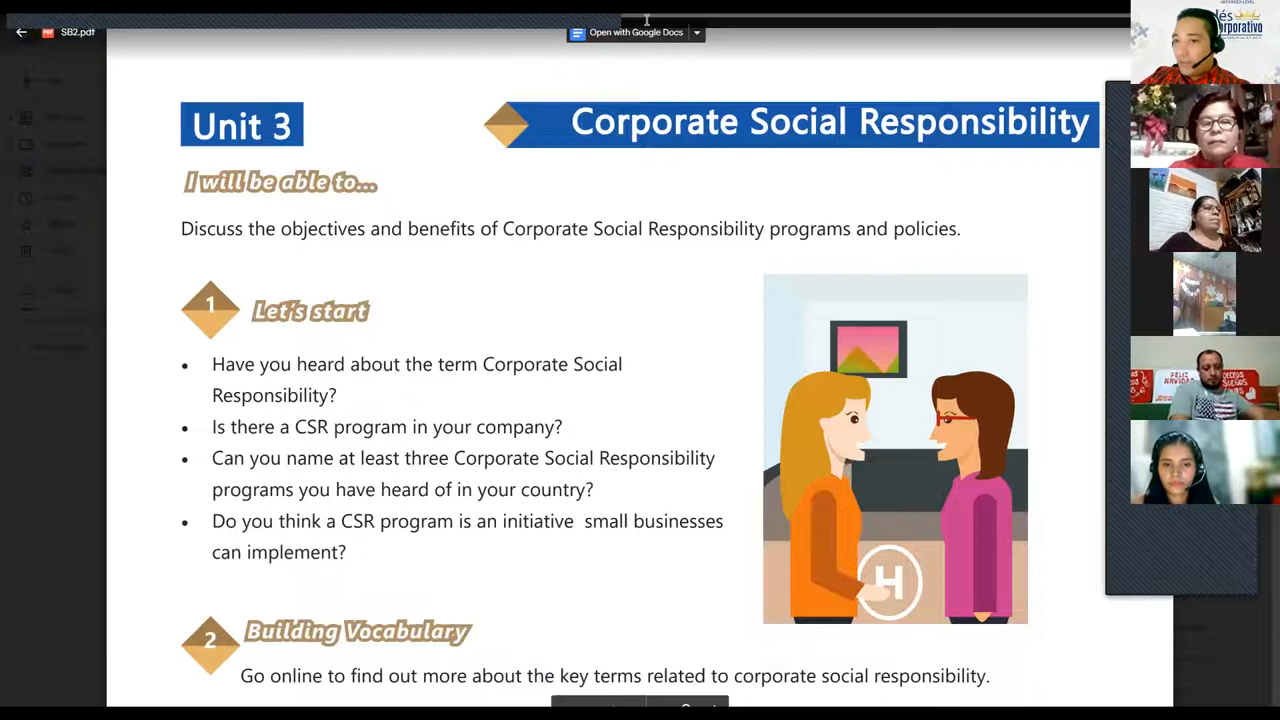 SB2.pdf
Open with Google Docs
Unit 3
Corporate Social Responsibility
I will be able to...
Discuss the objectives and benefits of Corporate Social Responsibility programs and policies.
1
Let's start
• Have you heard about the term Corporate Social
Responsibility?
• Is there a CSR program in your company?
• Can you name at least three Corporate Social Responsibility
programs you have heard of in your country?
• Do you think a CSR program is an initiative small businesses
can implement?
H
2
Building Vocabulary
Go online to find out more about the key terms related to corporate social responsibility.
FELIZ
NAVIDAD